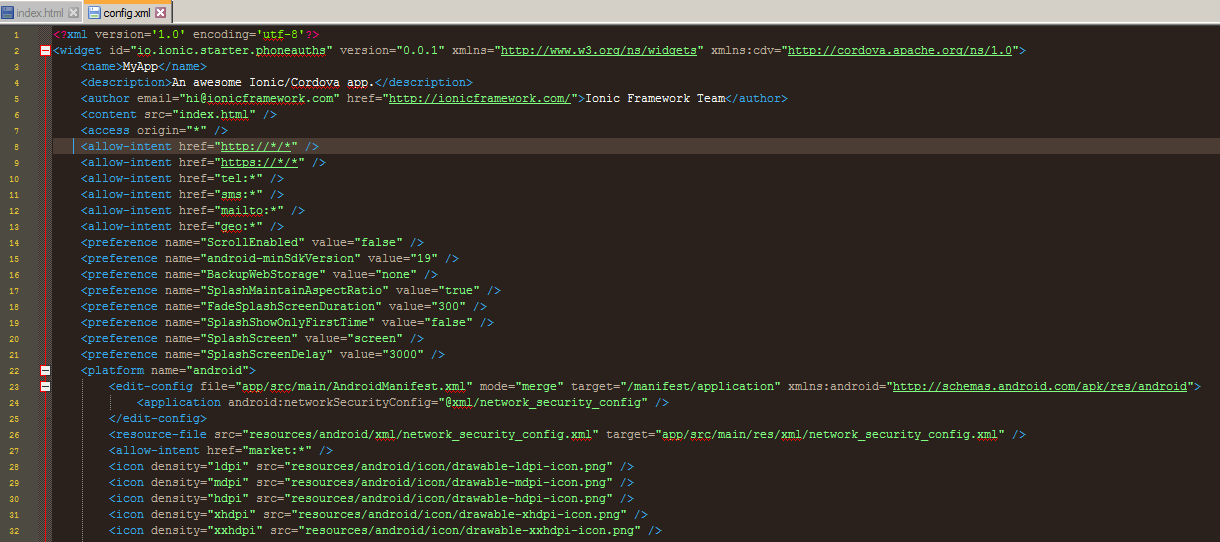 index.html config.xml
1 <?xml version='1.0' encoding='utf-8'?>
2 <widget id="io.ionic.starter.phoneauths" version="0.0.1" xmlns="http://www.w3.org/ns/widgets" xmlns:cdv="http://cordova.apache.org/ns/1.0">
3 <name>MyApp</name>
4 <description>An awesome Ionic/Cordova app.</description>
5 <author email="hi@ionicframework.com" href="http://ionicframework.com/">Ionic Framework Team</author>
6 <content src="index.html" />
7 <access origin="*" />
8 <allow-intent href="http://*/*" />
9 <allow-intent href="https://*/*" />
10 <allow-intent href="tel:*" />
11 <allow-intent href="sms:*" />
12 <allow-intent href="mailto:*" />
13 <allow-intent href="geo:*" />
14 <preference name="ScrollEnabled" value="false" />
15 <preference name="android-minSdkVersion" value="19" />
16 <preference name="BackupWebStorage" value="none" />
17 <preference name="SplashMaintainAspectRatio" value="true" />
18 <preference name="FadeSplashScreenDuration" value="300" />
19 <preference name="SplashShowOnlyFirstTime" value="false" />
20 <preference name="SplashScreen" value="screen" />
21 <preference name="SplashScreenDelay" value="3000" />
22 <platform name="android">
23 <edit-config file="app/src/main/AndroidManifest.xml" mode="merge" target="/manifest/application" xmlns:android="http://schemas.android.com/apk/res/android">
24 <application android:networkSecurityConfig="@xml/network_security_config" />
25 </edit-config>
26 <resource-file src="resources/android/xml/network_security_config.xml" target="app/src/main/res/xml/network_security_config.xml" />
27 <allow-intent href="market:*" />
28 <icon density="ldpi" src="resources/android/icon/drawable-ldpi-icon.png" />
29 <icon density="mdpi" src="resources/android/icon/drawable-mdpi-icon.png" />
30 <icon density="hdpi" src="resources/android/icon/drawable-hdpi-icon.png" />
31 <icon density="xhdpi" src="resources/android/icon/drawable-xhdpi-icon.png" />
32 <icon density="xxhdpi" src="resources/android/icon/drawable-xxhdpi-icon.png" />